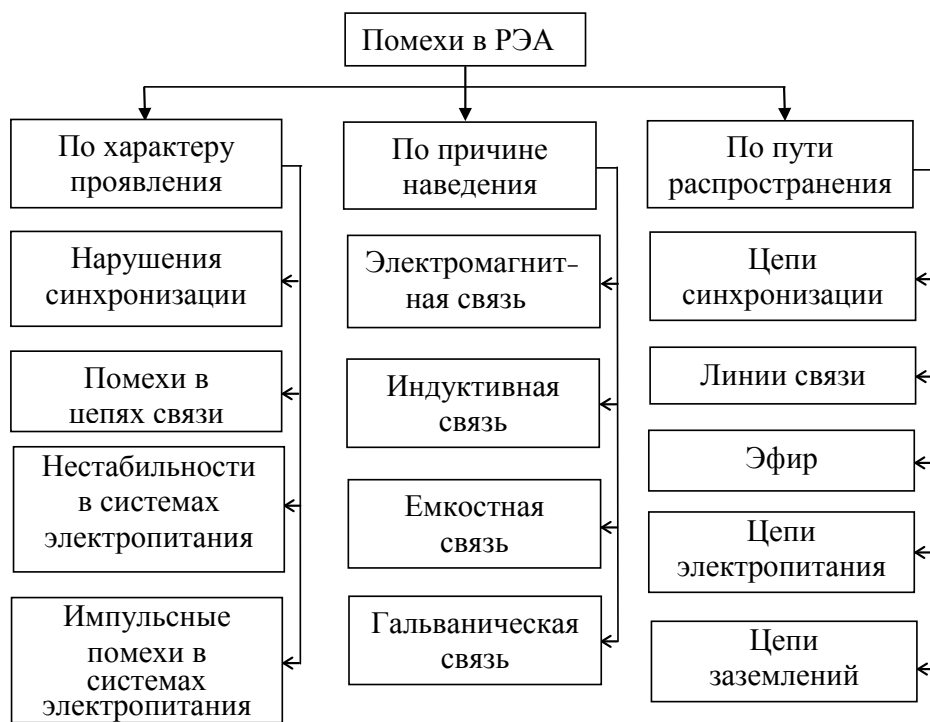 Помехи в РЭА
По характеру
проявления
Нарушения
синхронизации
Помехи в
цепях связи
Нестабильности
в системах
электропитания
Импульсные
помехи в
системах
электропитания
По причине
наведения
Электромагнит-
ная связь
Индуктивная
связь
Емкостная
связь
Гальваническая
связь
По пути
распространения
Цепи
синхронизации
Линии связи
Эфир
Цепи
электропитания
Цепи
заземлений